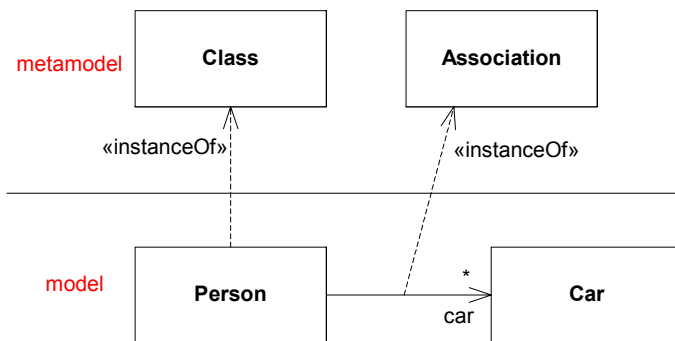 metamodel
Class
Association
«instanceOf»
«instanceOf»
model
Person
*
car
Car